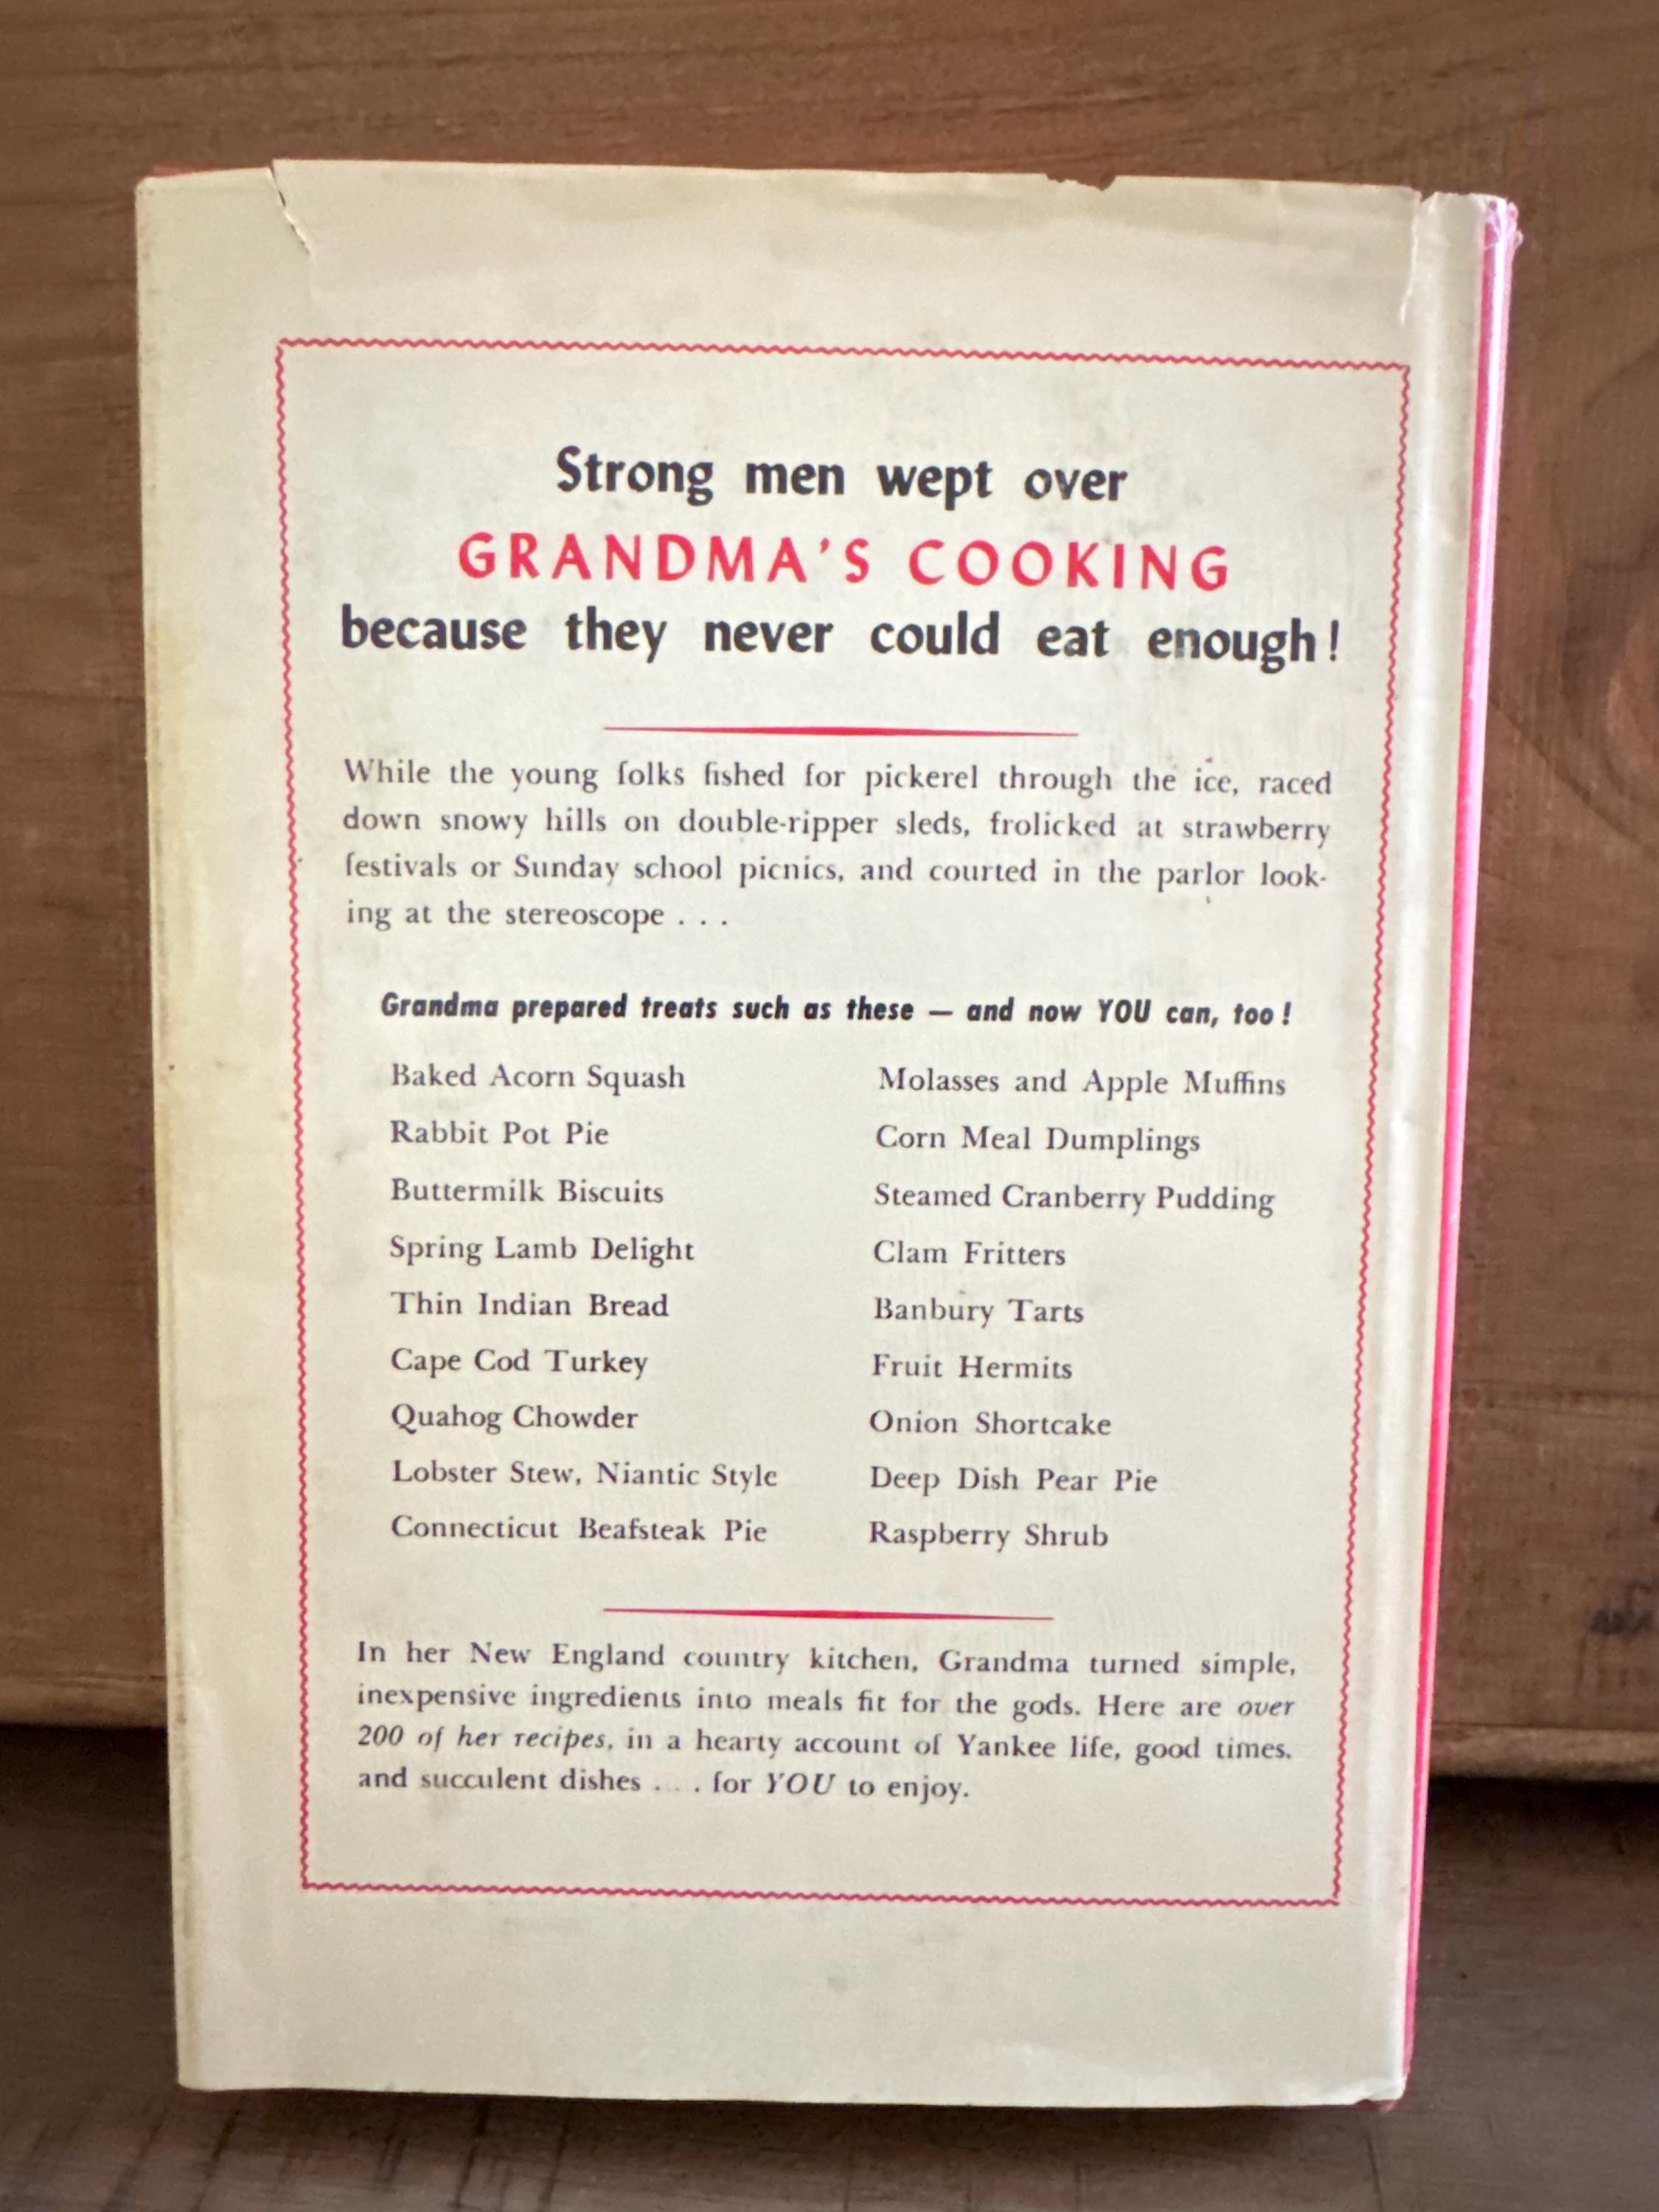 Strong men wept over
GRANDMA'S COOKING
because they never could eat enough!
While the young folks fished for pickerel through the ice, raced
down snowy hills on double-ripper sleds, frolicked at strawberry
festivals or Sunday school picnics, and courted in the parlor look-
ing at the stereoscope . . .
Grandma prepared treats such as these — and now YOU can, too!
Baked Acorn Squash
Rabbit Pot Pie
Buttermilk Biscuits
Spring Lamb Delight
Thin Indian Bread
Cape Cod Turkey
Quahog Chowder
Lobster Stew, Niantic Style
Connecticut Beafsteak Pie
Molasses and Apple Muffins
Corn Meal Dumplings
Steamed Cranberry Pudding
Clam Fritters
Banbury Tarts
Fruit Hermits
Onion Shortcake
Deep Dish Pear Pie
Raspberry Shrub
In her New England country kitchen, Grandma turned simple,
inexpensive ingredients into meals fit for the gods. Here are over
200 of her recipes, in a hearty account of Yankee life, good times,
and succulent dishes . . . for YOU to enjoy.